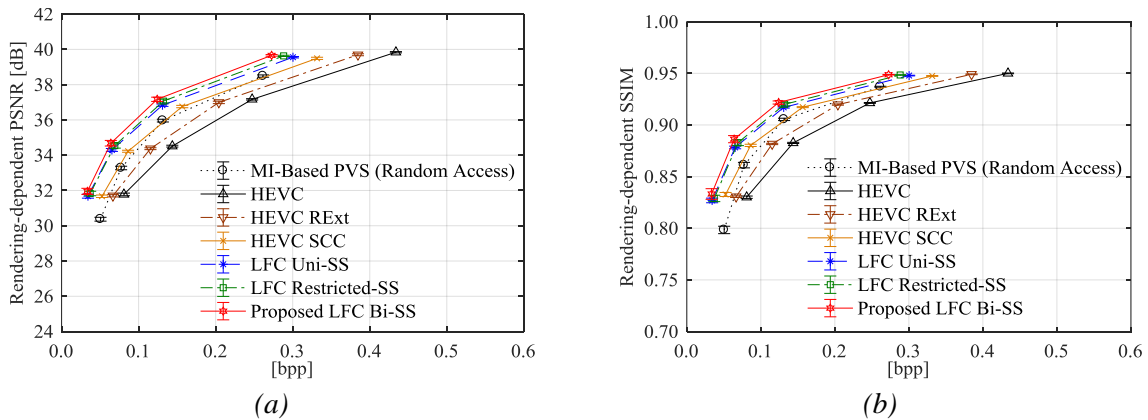 Rendering-dependent PSNR [dB]
42
40
38
36
34
32
30
28
26
24
MI-Based PVS (Random Access)
HEVC
HEVC RExt
HEVC SCC
LFC Uni-SS
LFC Restricted-SS
Proposed LFC Bi-SS
0.0 0.1 0.2 0.3 0.4 0.5 0.6
[bpp]
(a)
Rendering-dependent SSIM
1.00
0.95
0.90
0.85
0.80
0.75
0.70
MI-Based PVS (Random Access)
HEVC
HEVC RExt
HEVC SCC
LFC Uni-SS
LFC Restricted-SS
Proposed LFC Bi-SS
0.0 0.1 0.2 0.3 0.4 0.5 0.6
[bpp]
(b)